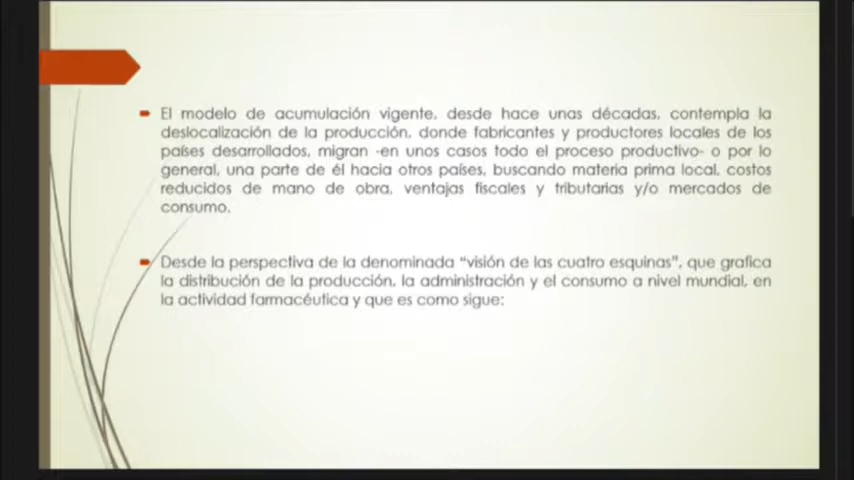 El modelo de acumulación vigente, desde hace unas décadas, contempla la
deslocalización de la producción, donde fabricantes y productores locales de los
países desarrollados, migran -en unos casos todo el proceso productivo- o por lo
general, una parte de él hacia otros países, buscando materia prima local, costos
reducidos de mano de obra, ventajas fiscales y tributarias y/o mercados de
consumo.
Desde la perspectiva de la denominada “visión de las cuatro esquinas”, que grafica
la distribución de la producción, la administración y el consumo a nivel mundial, en
la actividad farmacéutica y que es como sigue: